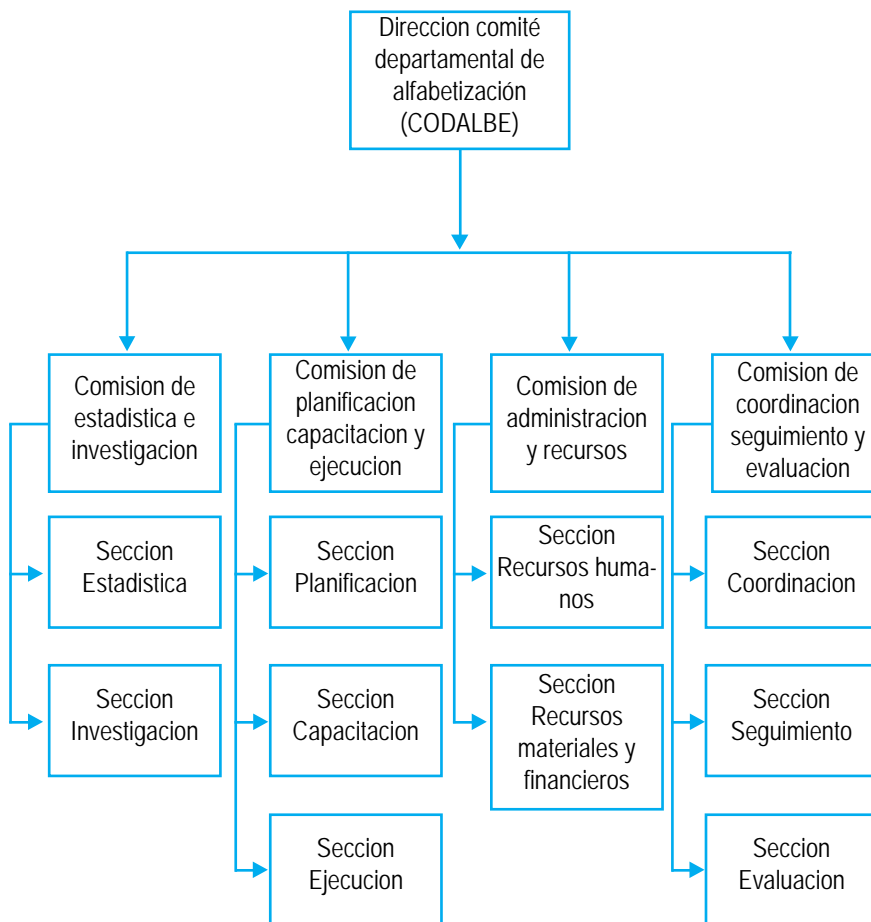 Direccion comité
departamental de
alfabetización
(CODALBE)
Comision de
estadistica e
investigacion
Comision de
planificacion
capacitacion y
ejecucion
Comision de
administracion
y recursos
Comision de
coordinacion
seguimiento y
evaluacion
Seccion
Estadistica
Seccion
Planificacion
Seccion
Recursos huma-
nos
Seccion
Coordinacion
Seccion
Investigacion
Seccion
Capacitacion
Seccion
Recursos
materiales y
financieros
Seccion
Seguimiento
Seccion
Ejecucion
Seccion
Evaluacion